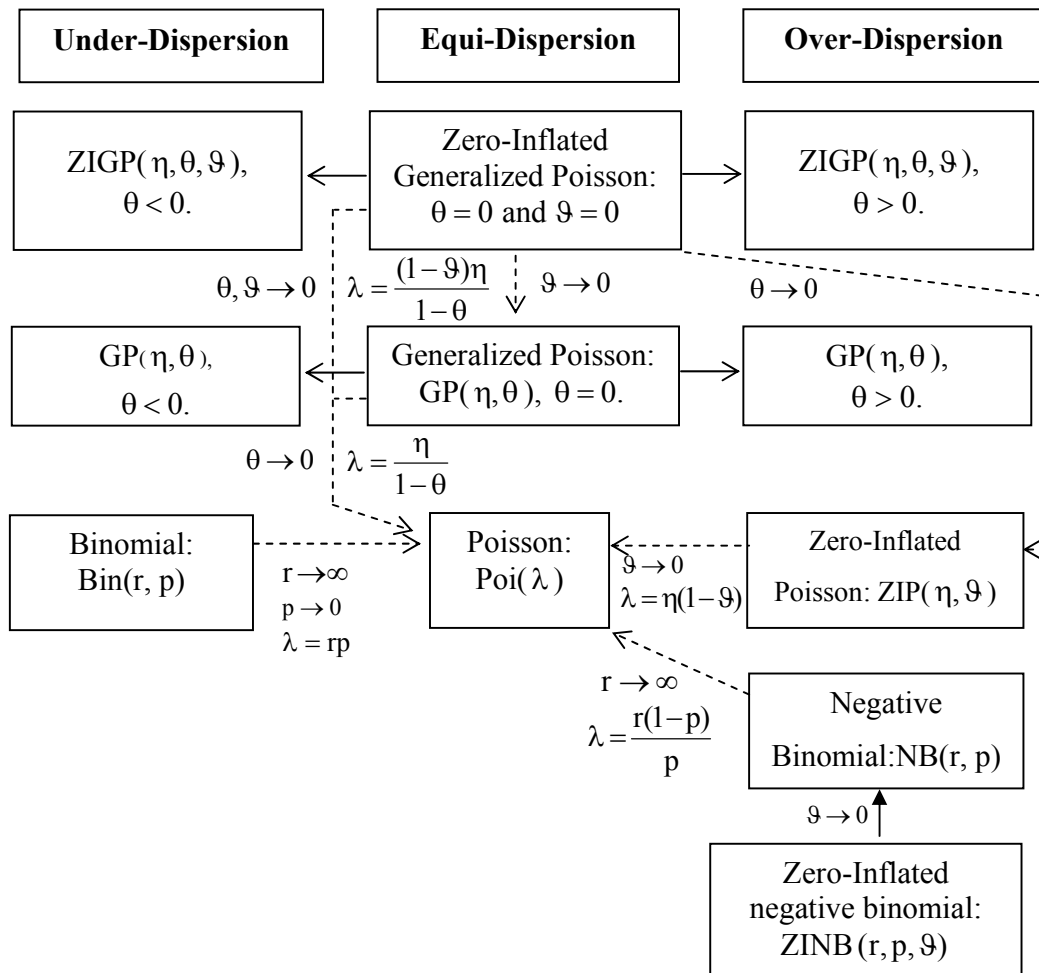 Under-Dispersion
Equi-Dispersion
Over-Dispersion
ZIGP(η,θ,ϑ),
θ < 0.
Zero-Inflated
Generalized Poisson:
θ = 0 and ϑ = 0
ZIGP(η,θ,ϑ),
θ > 0.
θ,ϑ → 0
λ = (1−ϑ)η / 1−θ
ϑ → 0
θ → 0
GP(η,θ),
θ < 0.
Generalized Poisson:
GP(η,θ), θ = 0.
GP(η,θ),
θ > 0.
θ → 0
λ = η / 1−θ
Binomial:
Bin(r, p)
r → ∞
p → 0
λ = rp
Poisson:
Poi(λ)
ϑ → 0
λ = η(1−ϑ)
Zero-Inflated
Poisson: ZIP(η,ϑ)
r → ∞
λ = r(1−p) / p
Negative
Binomial:NB(r, p)
ϑ → 0
Zero-Inflated
negative binomial:
ZINB(r,p,ϑ)